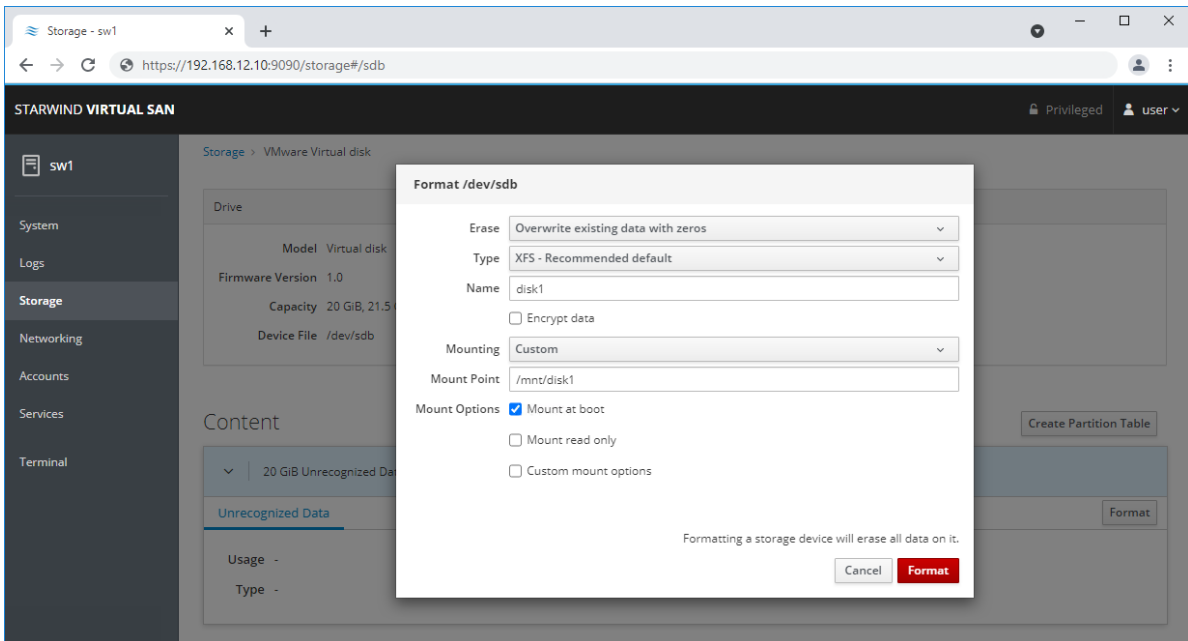 Storage - sw1
https://192.168.12.10:9090/storage#/sdb
STARWIND VIRTUAL SAN
Privileged
user
sw1
System
Logs
Storage
Networking
Accounts
Services
Terminal
Storage > VMware Virtual disk
Drive
Model Virtual disk
Firmware Version 1.0
Capacity 20 GiB, 21.5
Device File /dev/sdb
Content
Create Partition Table
20 GiB Unrecognized Da
Unrecognized Data
Format
Usage -
Type -
Format /dev/sdb
Erase Overwrite existing data with zeros
Type XFS - Recommended default
Name disk1
Encrypt data
Mounting Custom
Mount Point /mnt/disk1
Mount Options Mount at boot
Mount read only
Custom mount options
Formatting a storage device will erase all data on it.
Cancel Format